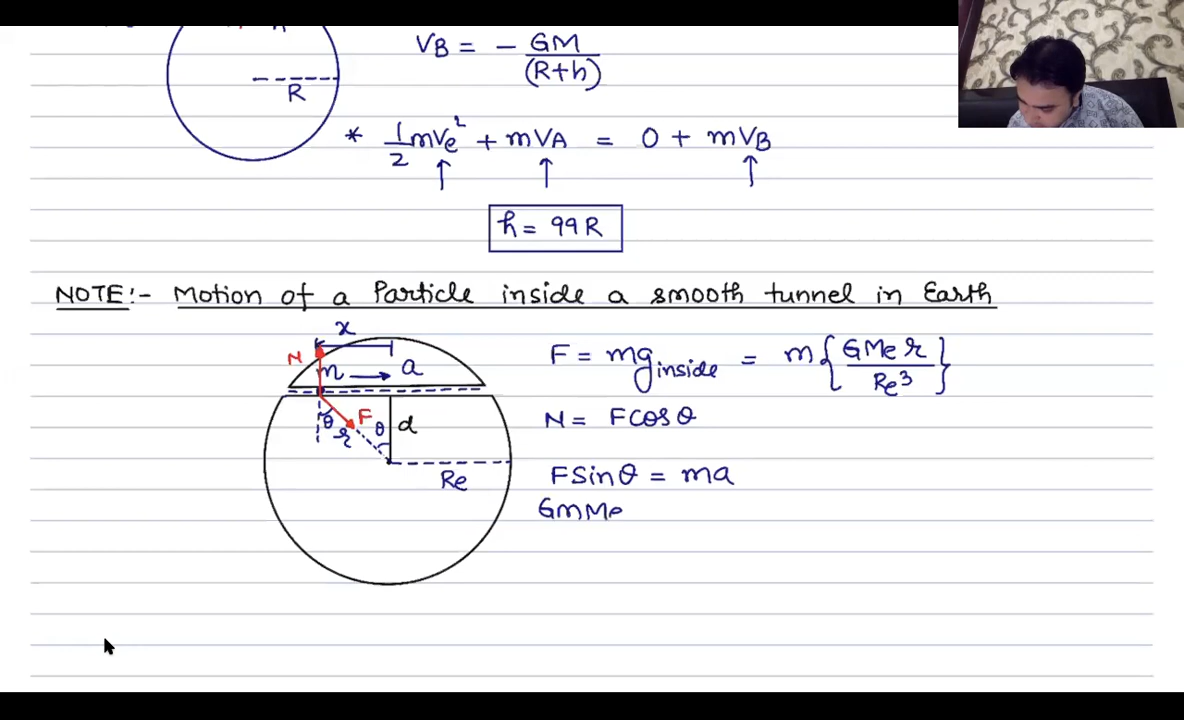 R
VB = - GM/(R+h)
* 1/2 mVe² + mVA = 0 + mVB
h = 99R
NOTE:- Motion of a Particle inside a smooth tunnel in Earth
x
N
m → a
θ F θ d
r
Re
F = mg inside = m{GMe r/Re³}
N = F cos θ
F Sin θ = ma
GmMe